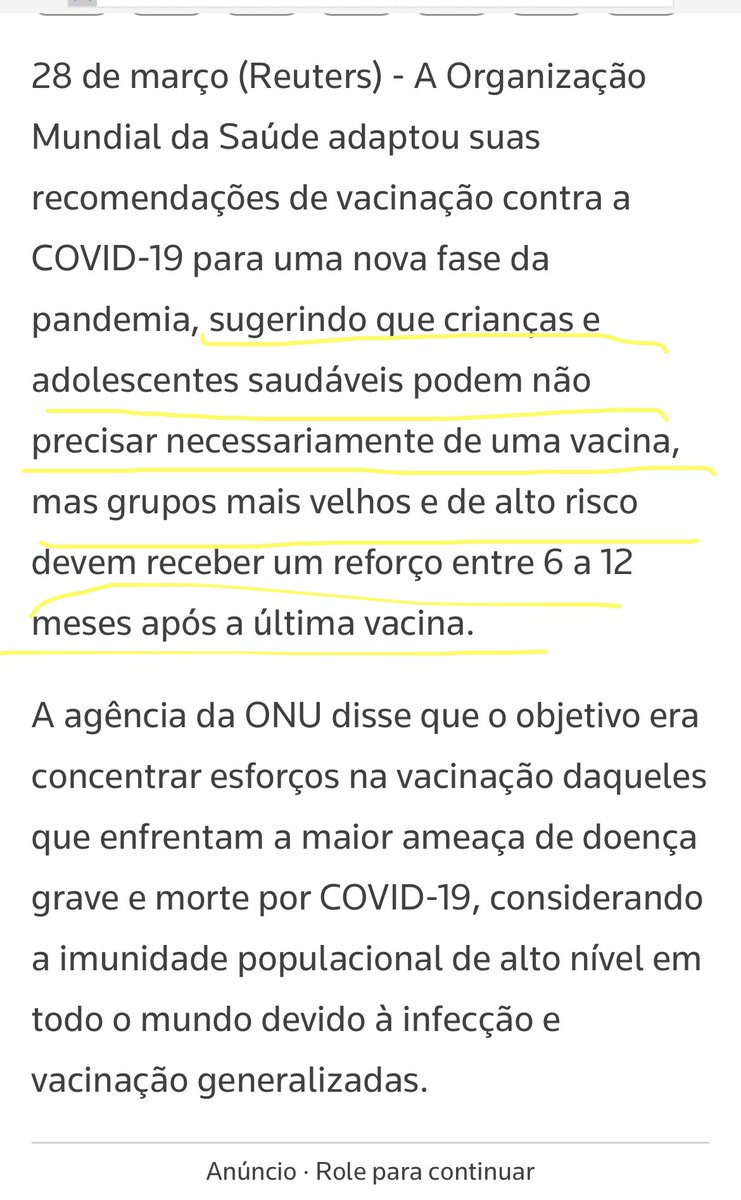 28 de março (Reuters) - A Organização
Mundial da Saúde adaptou suas
recomendações de vacinação contra a
COVID-19 para uma nova fase da
pandemia, sugerindo que crianças e
adolescentes saudáveis podem não
precisar necessariamente de uma vacina,
mas grupos mais velhos e de alto risco
devem receber um reforço entre 6 a 12
meses após a última vacina.
A agência da ONU disse que o objetivo era
concentrar esforços na vacinação daqueles
que enfrentam a maior ameaça de doença
grave e morte por COVID-19, considerando
a imunidade populacional de alto nível em
todo o mundo devido à infecção e
vacinação generalizadas.
Anúncio · Role para continuar